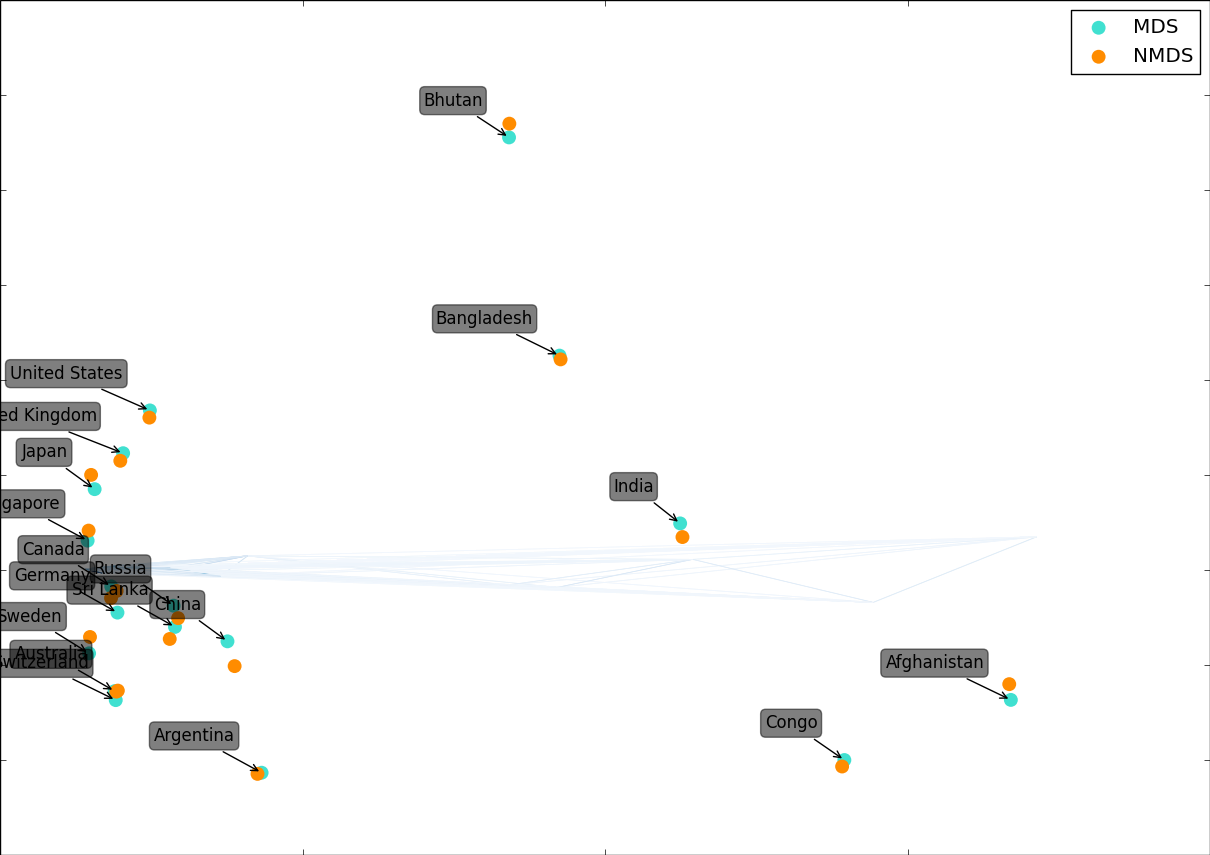 MDS
NMDS
Bhutan
Bangladesh
United States
ed Kingdom
Japan
India
gapore
Canada
Russia
Germany
Sri Lanka
China
Sweden
Australia
witzerland
Afghanistan
Congo
Argentina